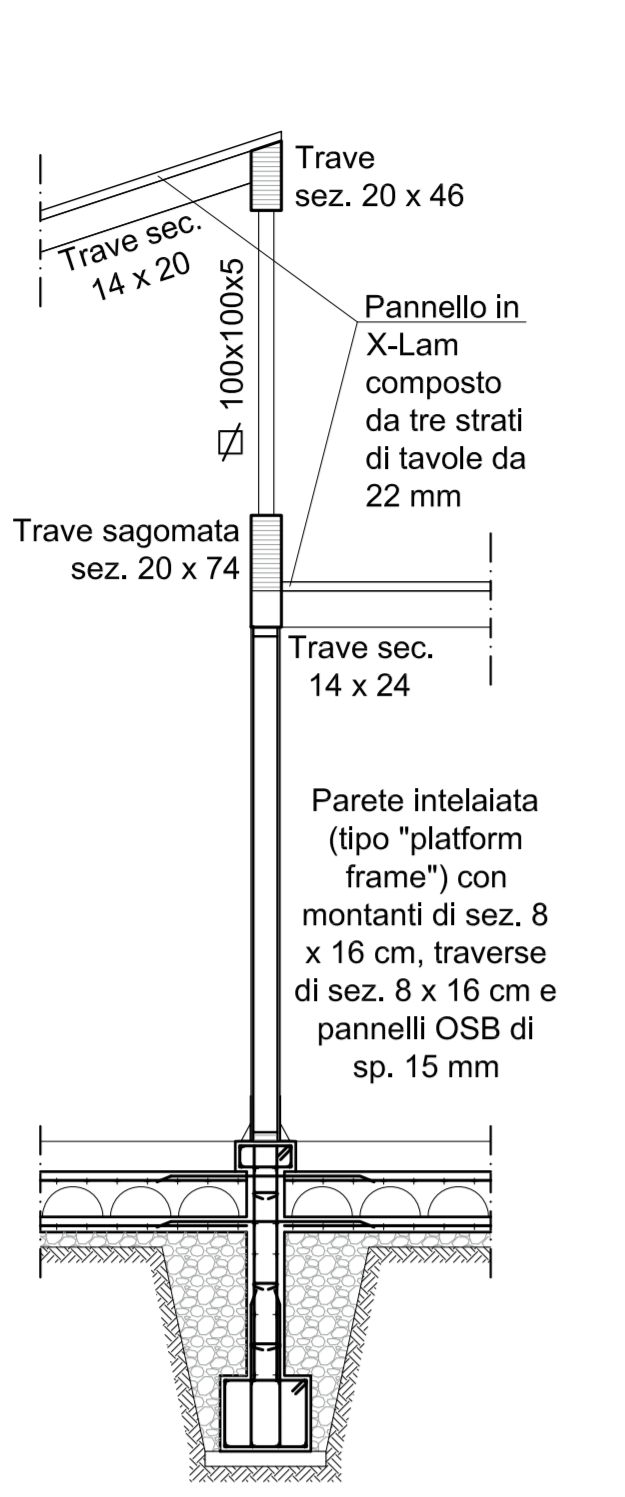 Trave
sez. 20 x 46
Trave sec.
14 x 20
100x100x5
Pannello in
X-Lam
composto
da tre strati
di tavole da
22 mm
Trave sagomata
sez. 20 x 74
Trave sec.
14 x 24
Parete intelaiata
(tipo "platform
frame") con
montanti di sez. 8
x 16 cm, traverse
di sez. 8 x 16 cm e
pannelli OSB di
sp. 15 mm